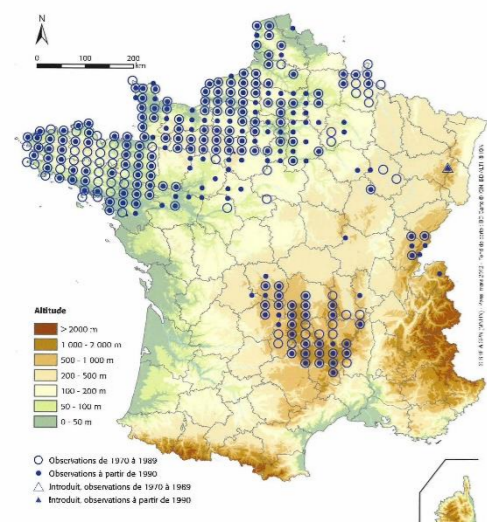 N
0 100 200
km
Altitude
> 2000 m
1 000 - 2 000 m
500 - 1 000 m
200 - 500 m
100 - 200 m
50 - 100 m
0 - 50 m
Observations de 1970 à 1989
Observations à partir de 1990
Introduit, observations de 1970 à 1989
Introduit, observations à partir de 1990